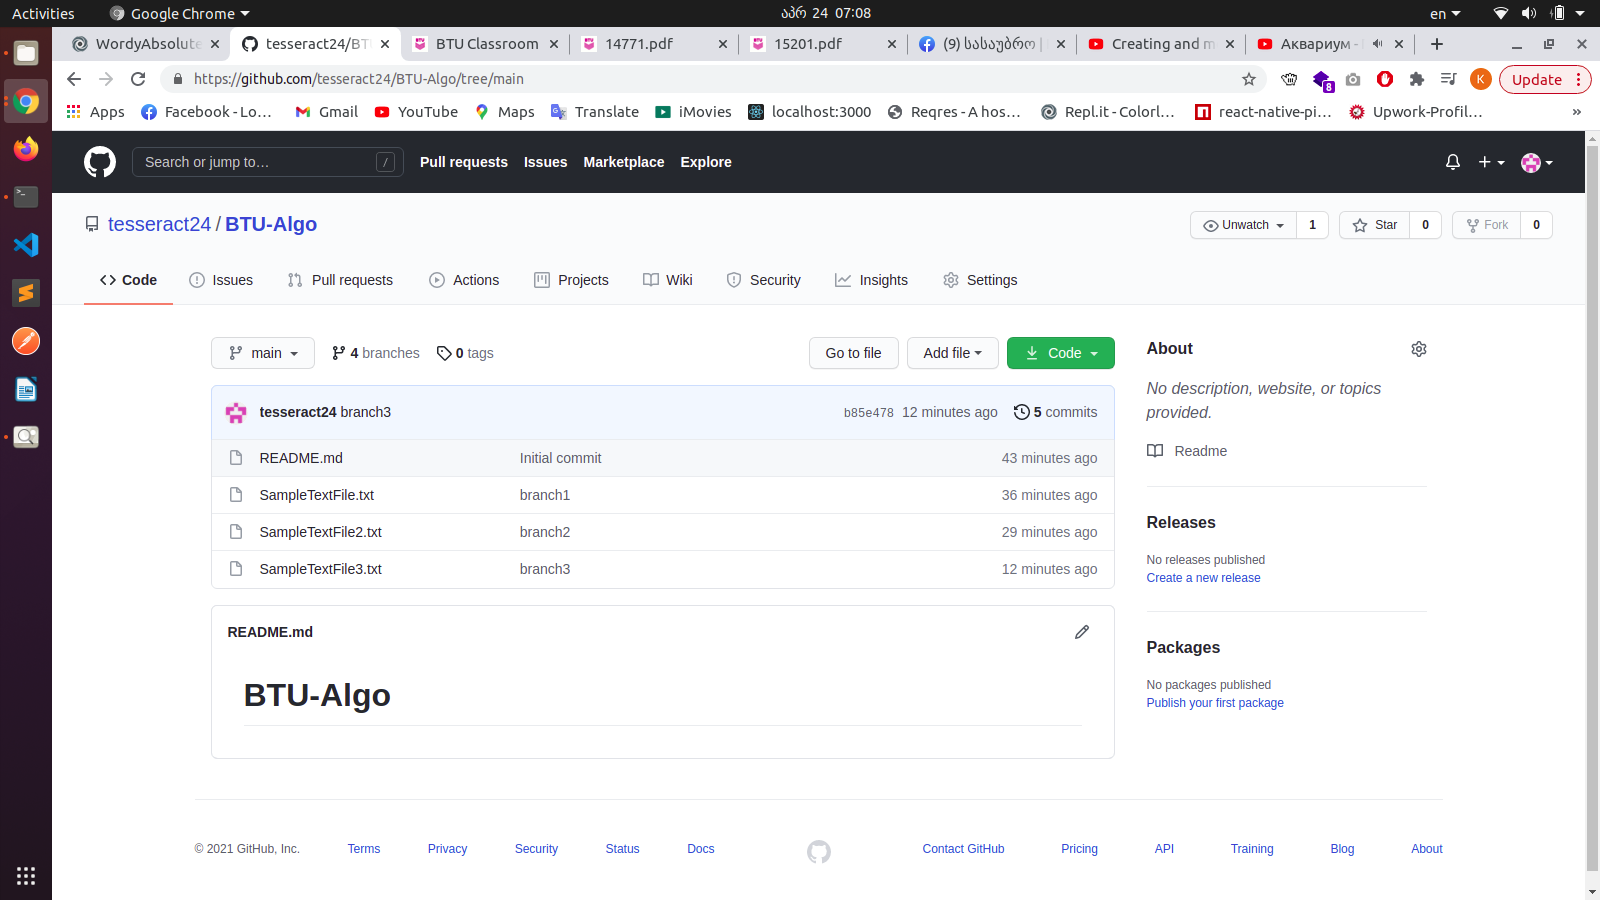 Activities Google Chrome აპრ 24 07:08 en
WordyAbsolute tesseract24/BT BTU Classroom 14771.pdf 15201.pdf (9) სასაუბრო | Creating and m Аквариум -
https://github.com/tesseract24/BTU-Algo/tree/main 8 K Update
Apps Facebook - Lo… Gmail YouTube Maps Translate iMovies localhost:3000 Reqres - A hos… Repl.it - Colorl… react-native-pi… Upwork-Profil… »
Search or jump to… / Pull requests Issues Marketplace Explore
tesseract24 / BTU-Algo Unwatch 1 Star 0 Fork 0
Code Issues Pull requests Actions Projects Wiki Security Insights Settings
main 4 branches 0 tags Go to file Add file Code
About
No description, website, or topics
provided.
Readme
tesseract24 branch3 b85e478 12 minutes ago 5 commits
README.md Initial commit 43 minutes ago
SampleTextFile.txt branch1 36 minutes ago
SampleTextFile2.txt branch2 29 minutes ago
SampleTextFile3.txt branch3 12 minutes ago
Releases
No releases published
Create a new release
README.md
BTU-Algo
Packages
No packages published
Publish your first package
© 2021 GitHub, Inc. Terms Privacy Security Status Docs Contact GitHub Pricing API Training Blog About